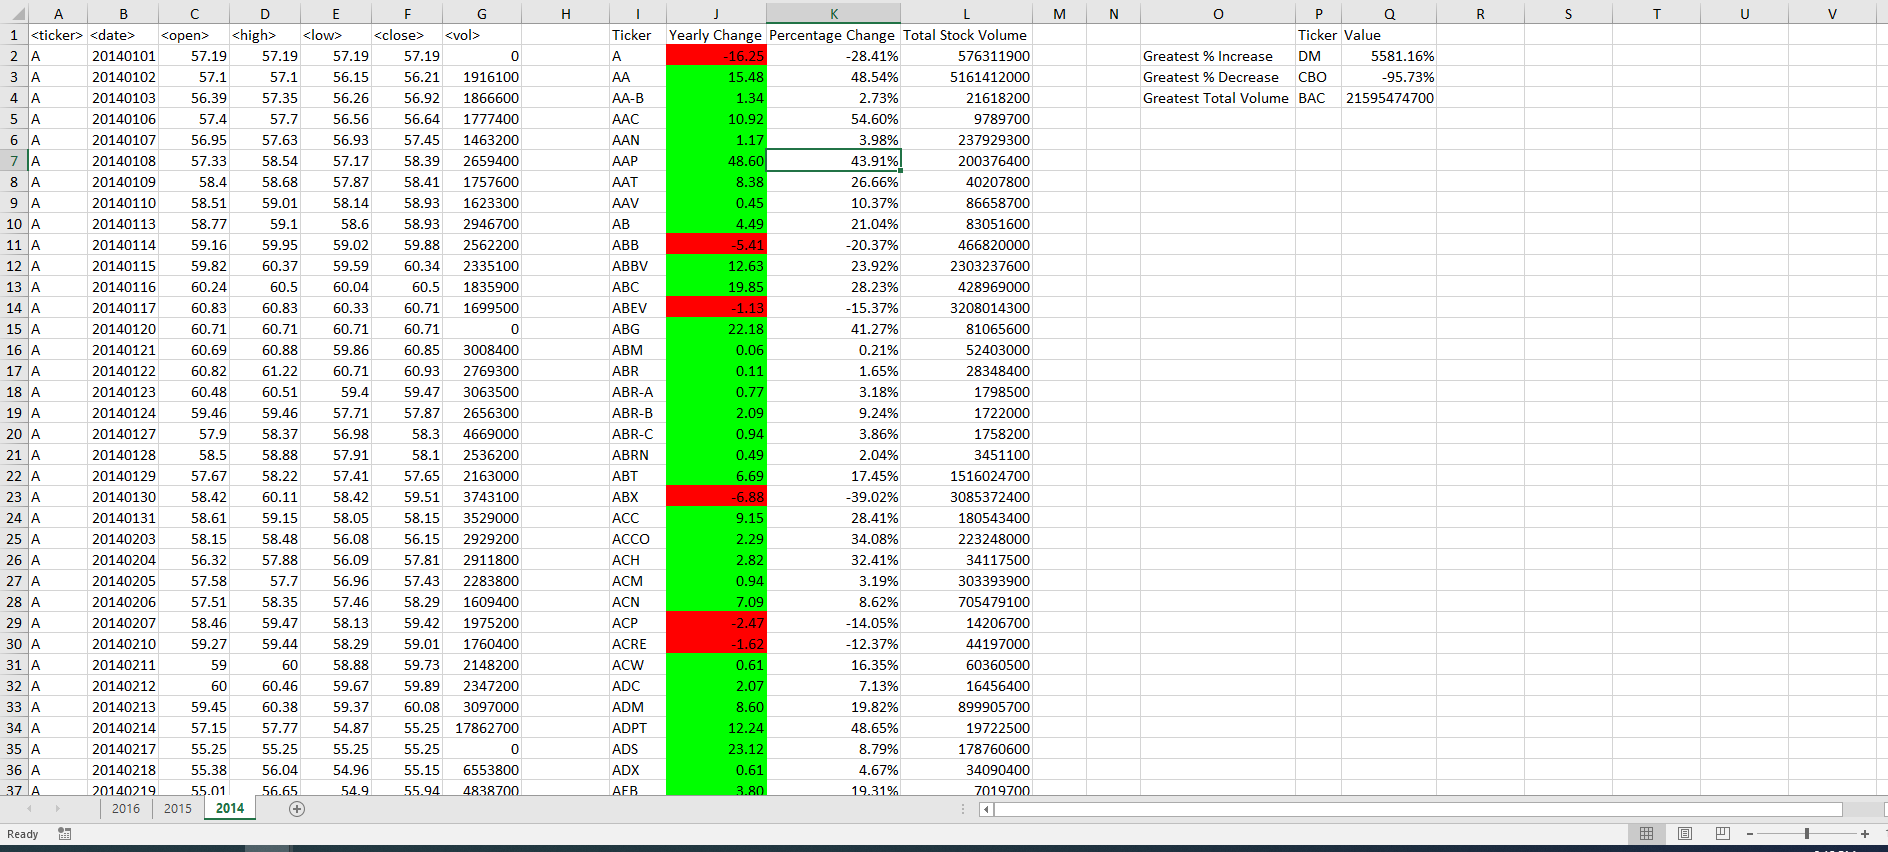 A B C D E F G H I J K L M N O P Q R S T U V
1 <ticker> <date> <open> <high> <low> <close> <vol> Ticker Yearly Change Percentage Change Total Stock Volume Ticker Value
2 A 20140101 57.19 57.19 57.19 57.19 0 A -16.25 -28.41% 576311900 Greatest % Increase DM 5581.16%
3 A 20140102 57.1 57.1 56.15 56.21 1916100 AA 15.48 48.54% 5161412000 Greatest % Decrease CBO -95.73%
4 A 20140103 56.39 57.35 56.26 56.92 1866600 AA-B 1.34 2.73% 21618200 Greatest Total Volume BAC 21595474700
5 A 20140106 57.4 57.7 56.56 56.64 1777400 AAC 10.92 54.60% 9789700
6 A 20140107 56.95 57.63 56.93 57.45 1463200 AAN 1.17 3.98% 237929300
7 A 20140108 57.33 58.54 57.17 58.39 2659400 AAP 48.60 43.91% 200376400
8 A 20140109 58.4 58.68 57.87 58.41 1757600 AAT 8.38 26.66% 40207800
9 A 20140110 58.51 59.01 58.14 58.93 1623300 AAV 0.45 10.37% 86658700
10 A 20140113 58.77 59.1 58.6 58.93 2946700 AB 4.49 21.04% 83051600
11 A 20140114 59.16 59.95 59.02 59.88 2562200 ABB -5.41 -20.37% 466820000
12 A 20140115 59.82 60.37 59.59 60.34 2335100 ABBV 12.63 23.92% 2303237600
13 A 20140116 60.24 60.5 60.04 60.5 1835900 ABC 19.85 28.23% 428969000
14 A 20140117 60.83 60.83 60.33 60.71 1699500 ABEV -1.13 -15.37% 3208014300
15 A 20140120 60.71 60.71 60.71 60.71 0 ABG 22.18 41.27% 81065600
16 A 20140121 60.69 60.88 59.86 60.85 3008400 ABM 0.06 0.21% 52403000
17 A 20140122 60.82 61.22 60.71 60.93 2769300 ABR 0.11 1.65% 28348400
18 A 20140123 60.48 60.51 59.4 59.47 3063500 ABR-A 0.77 3.18% 1798500
19 A 20140124 59.46 59.46 57.71 57.87 2656300 ABR-B 2.09 9.24% 1722000
20 A 20140127 57.9 58.37 56.98 58.3 4669000 ABR-C 0.94 3.86% 1758200
21 A 20140128 58.5 58.88 57.91 58.1 2536200 ABRN 0.49 2.04% 3451100
22 A 20140129 57.67 58.22 57.41 57.65 2163000 ABT 6.69 17.45% 1516024700
23 A 20140130 58.42 60.11 58.42 59.51 3743100 ABX -6.88 -39.02% 3085372400
24 A 20140131 58.61 59.15 58.05 58.15 3529000 ACC 9.15 28.41% 180543400
25 A 20140203 58.15 58.48 56.08 56.15 2929200 ACCO 2.29 34.08% 223248000
26 A 20140204 56.32 57.88 56.09 57.81 2911800 ACH 2.82 32.41% 34117500
27 A 20140205 57.58 57.7 56.96 57.43 2283800 ACM 0.94 3.19% 303393900
28 A 20140206 57.51 58.35 57.46 58.29 1609400 ACN 7.09 8.62% 705479100
29 A 20140207 58.46 59.47 58.13 59.42 1975200 ACP -2.47 -14.05% 14206700
30 A 20140210 59.27 59.44 58.29 59.01 1760400 ACRE -1.62 -12.37% 44197000
31 A 20140211 59 60 58.88 59.73 2148200 ACW 0.61 16.35% 60360500
32 A 20140212 60 60.46 59.67 59.89 2347200 ADC 2.07 7.13% 16456400
33 A 20140213 59.45 60.38 59.37 60.08 3097000 ADM 8.60 19.82% 899905700
34 A 20140214 57.15 57.77 54.87 55.25 17862700 ADPT 12.24 48.65% 19722500
35 A 20140217 55.25 55.25 55.25 55.25 0 ADS 23.12 8.79% 178760600
36 A 20140218 55.38 56.04 54.96 55.15 6553800 ADX 0.61 4.67% 34090400
37 A 20140219 55.01 56.65 54.9 55.94 4838700 AEB 3.80 19.31% 7019700
2016 2015 2014
Ready